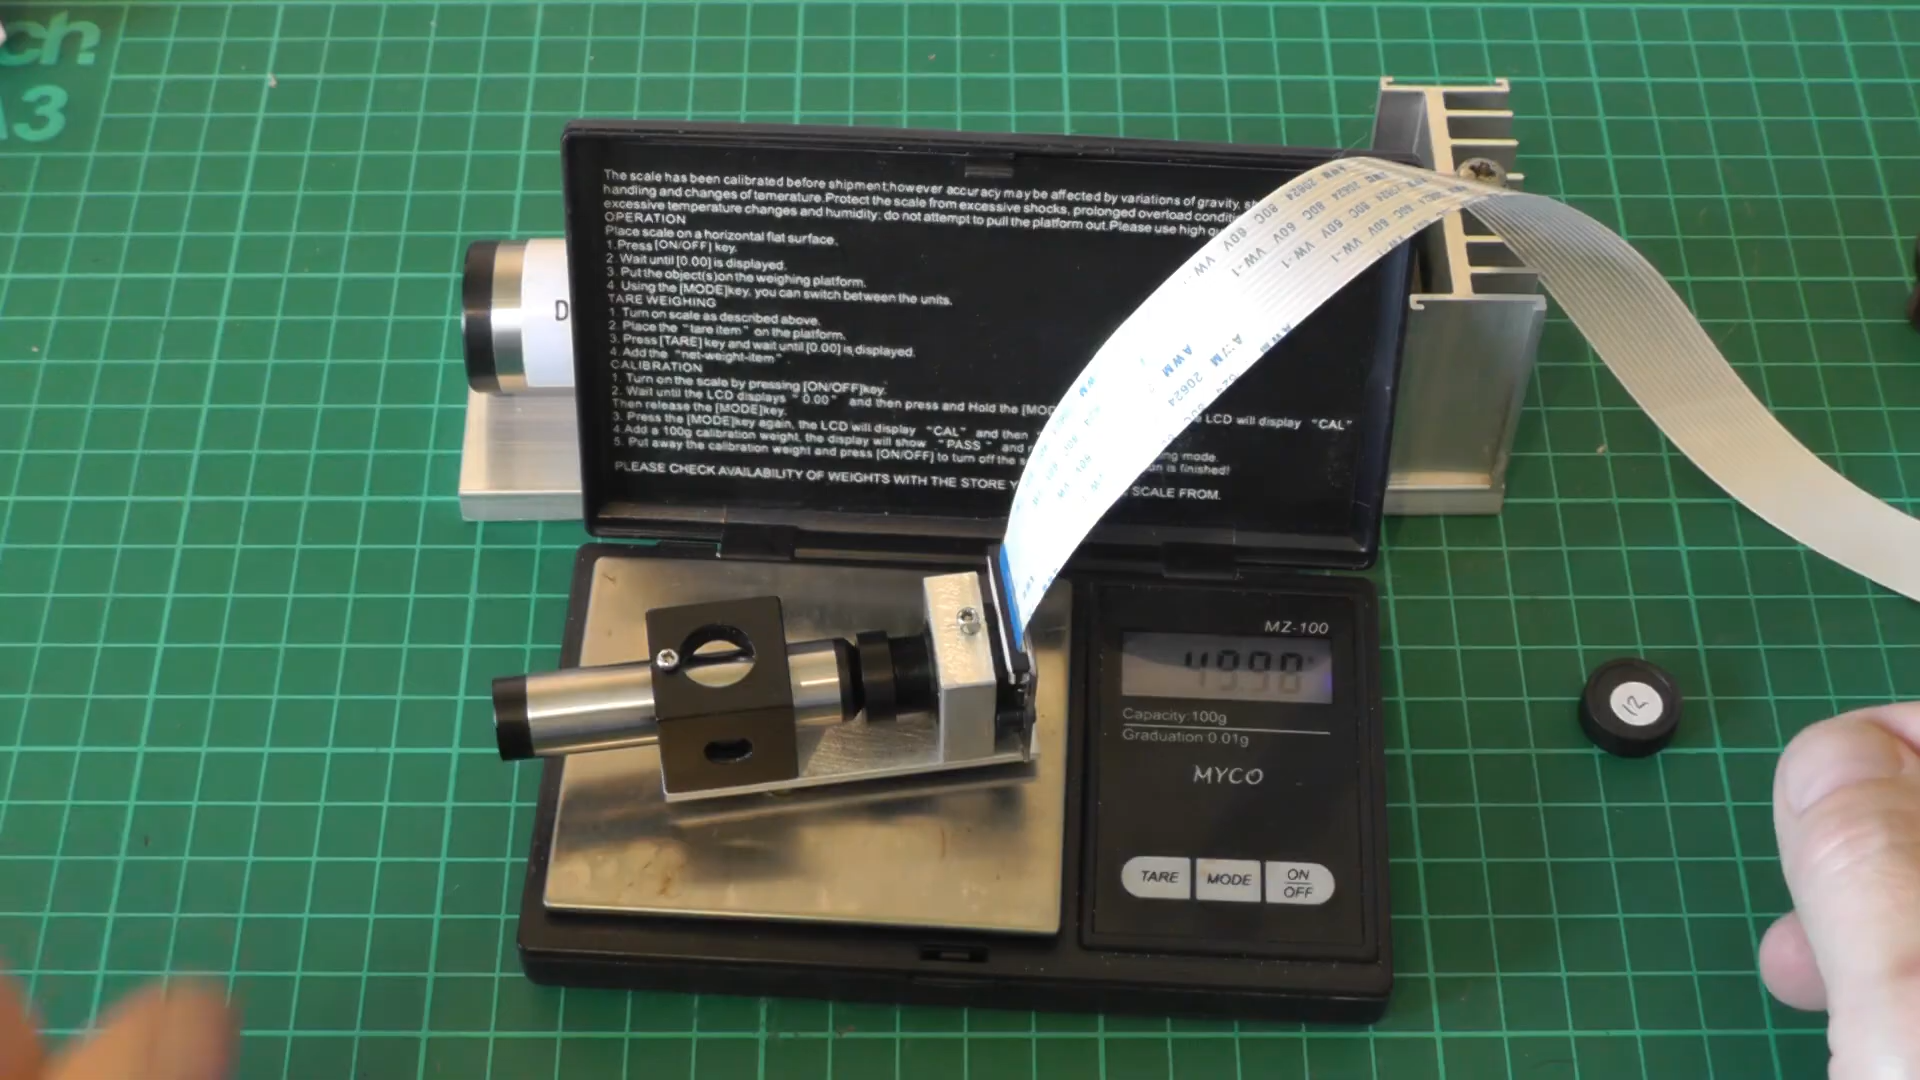 ch
A3
The scale has been calibrated before shipment;however accuracy may be affected by variations of gravity,
handling and changes of temerature.Protect the scale from excessive shocks, prolonged overload
excessive temperature changes and humidity; do not attempt to pull the platform out.Please use high
OPERATION
Place scale on a horizontal flat surface.
1.Press [ON/OFF] key.
2. Wait until [0.00] is displayed.
3. Put the object(s)on the weighing platform.
4. Using the [MODE]key, you can switch between the units.
TARE WEIGHING
1. Turn on scale as described above.
2. Place the "tare item" on the platform.
3. Press [TARE] key and wait until [0.00] is displayed.
4. Add the "net-weight-item"
CALIBRATION
1. Turn on the scale by pressing [ON/OFF]key.
2. Wait until the LCD displays "0.00" and then press and Hold the LCD will display "CAL"
Then release the [MODE]key.
3. Press the [MODE]key again, the LCD will display "CAL" and then
4.Add a 100g calibration weight, the display will show "PASS" and mode.
5. Put away the calibration weight and press [ON/OFF] to turn off the is finished!
PLEASE CHECK AVAILABILITY OF WEIGHTS WITH THE STORE SCALE FROM.
D
AWM 20624 80C 60V VW-1
MZ-100
49.98
Capacity:100g
Graduation:0.01g
MYCO
TARE
MODE
ON
OFF
12